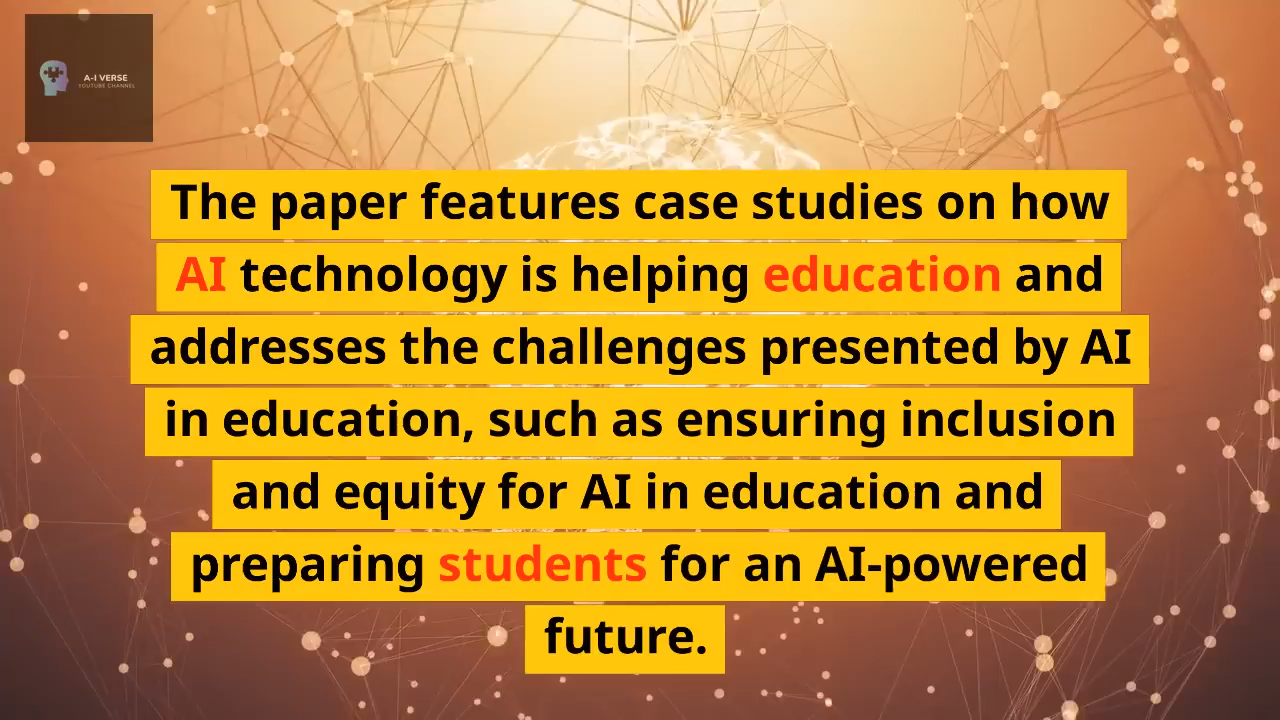 A-I VERSE
YOUTUBE CHANNEL
The paper features case studies on how
AI technology is helping education and
addresses the challenges presented by AI
in education, such as ensuring inclusion
and equity for AI in education and
preparing students for an AI-powered
future.